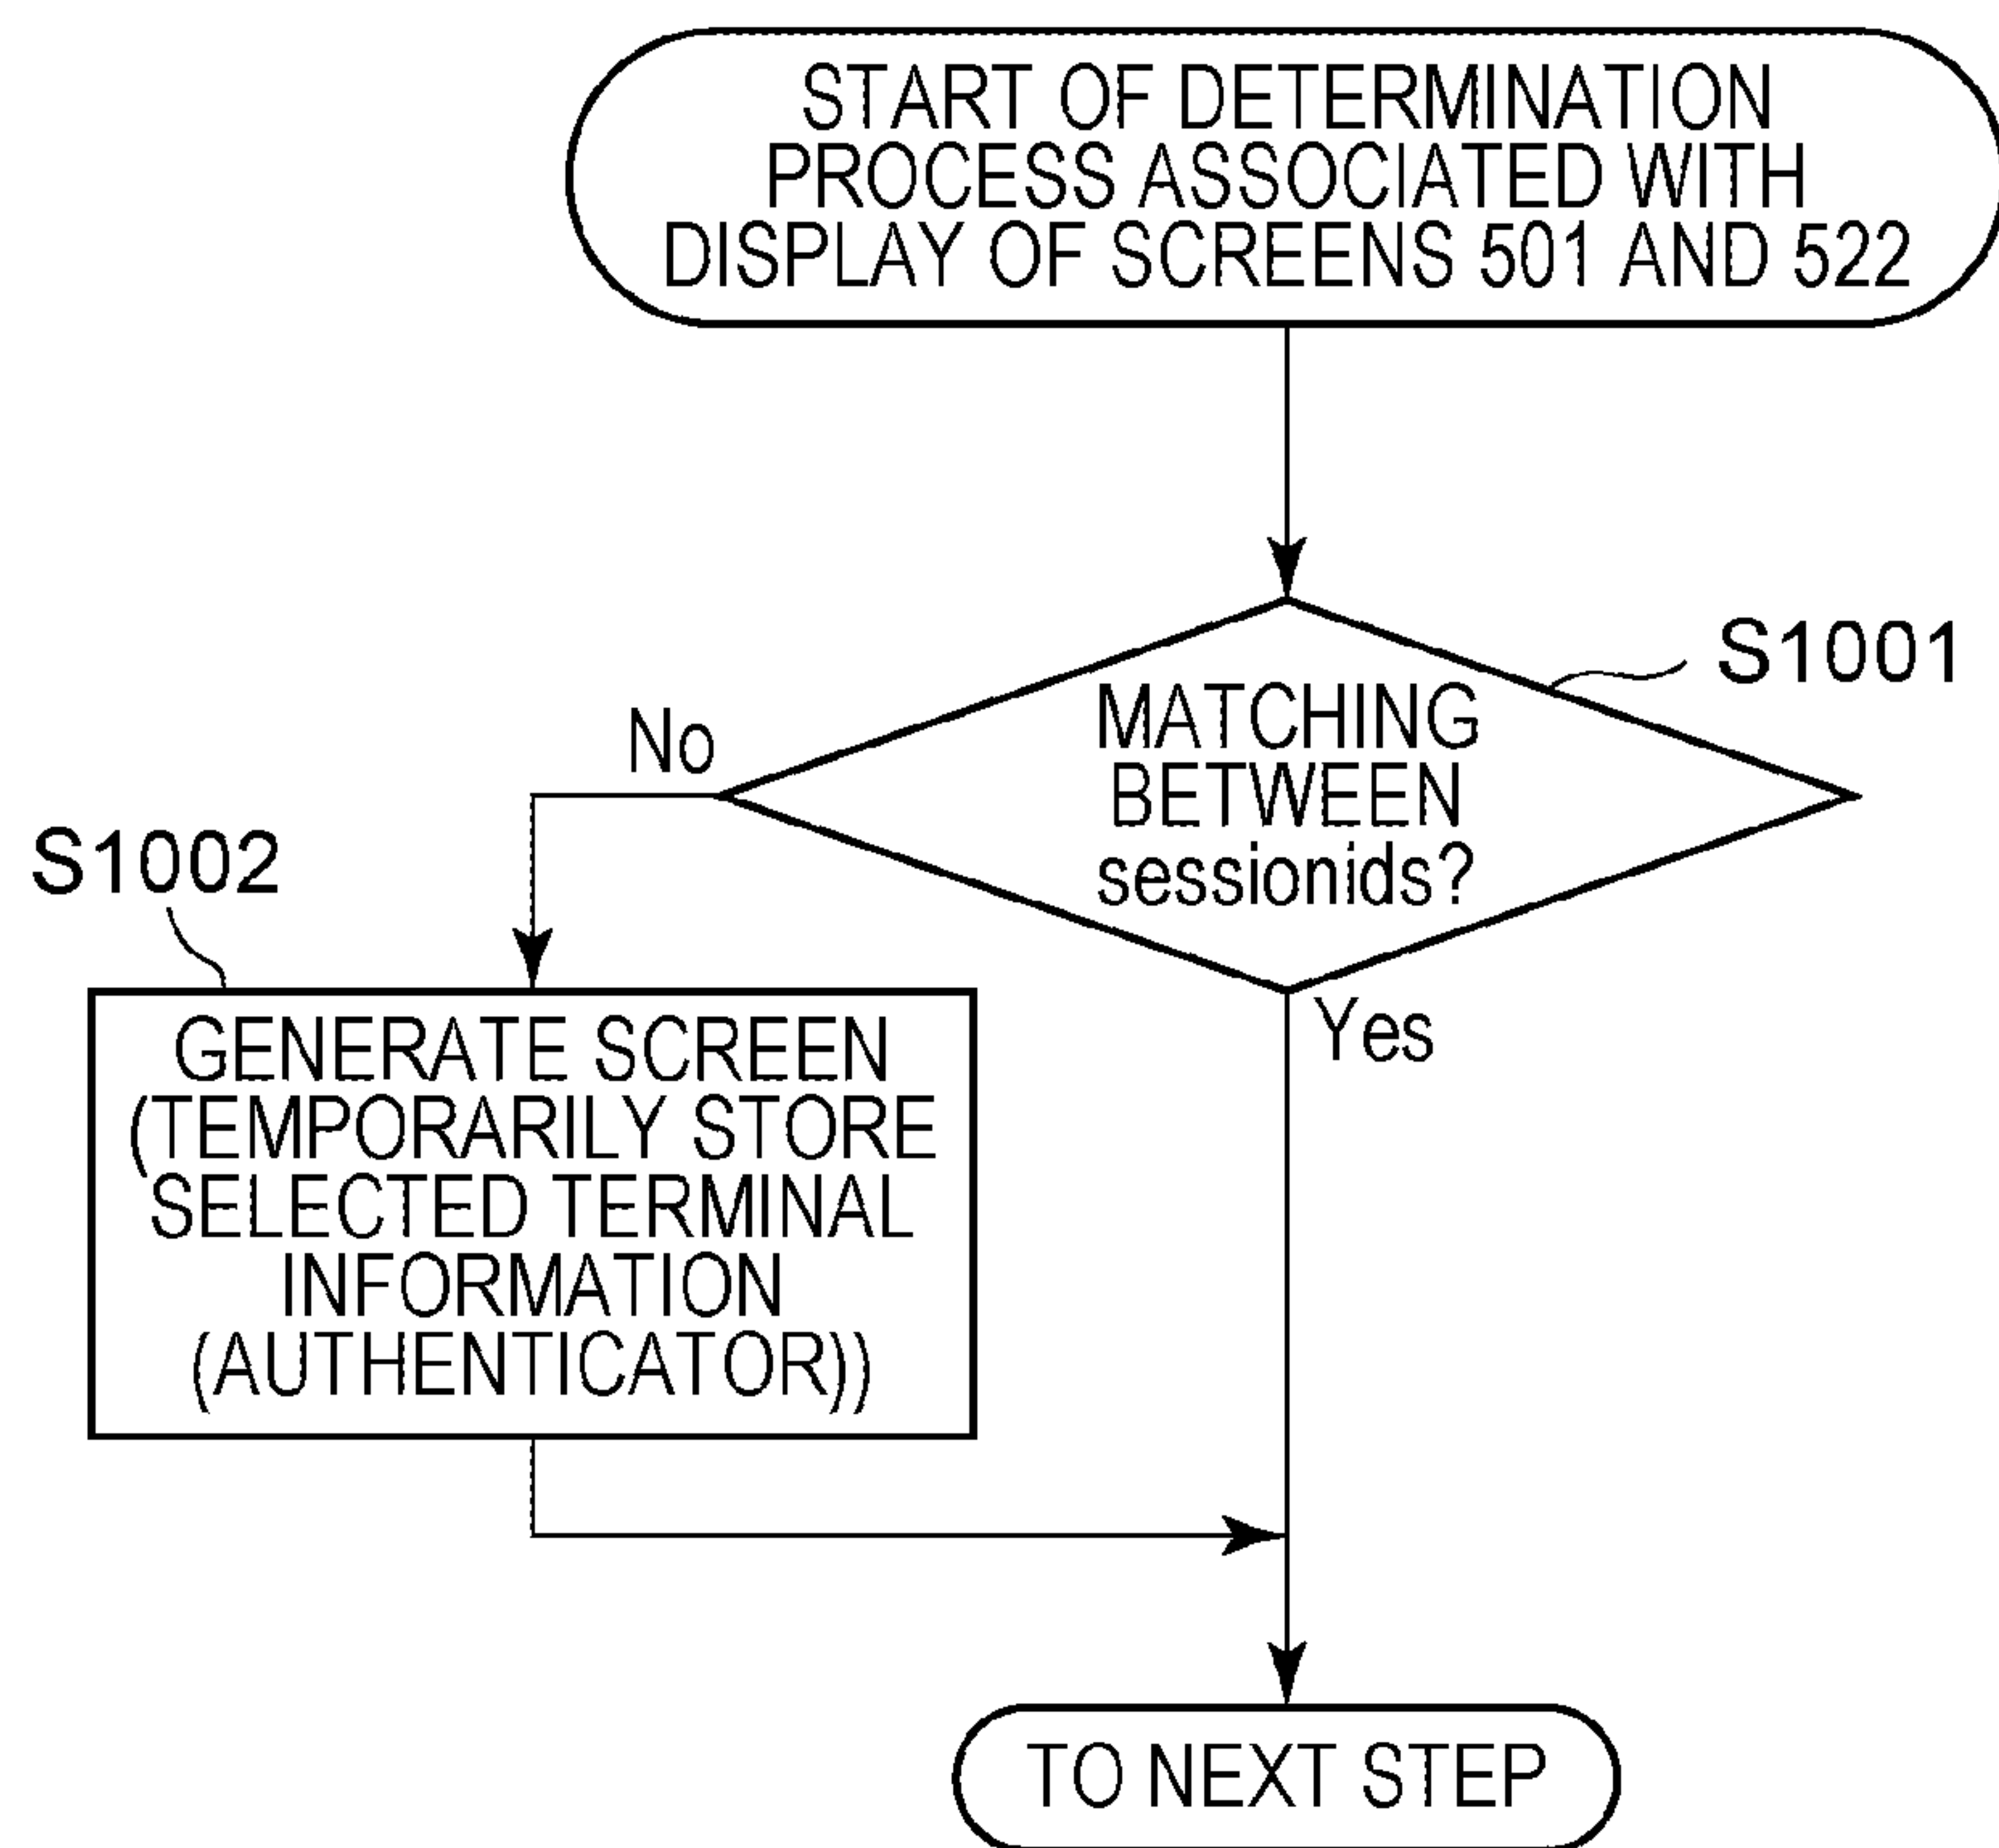 START OF DETERMINATION
PROCESS ASSOCIATED WITH
DISPLAY OF SCREENS 501 AND 522
S1001
MATCHING
BETWEEN
sessionids?
No
Yes
S1002
GENERATE SCREEN
(TEMPORARILY STORE
SELECTED TERMINAL
INFORMATION
(AUTHENTICATOR))
TO NEXT STEP